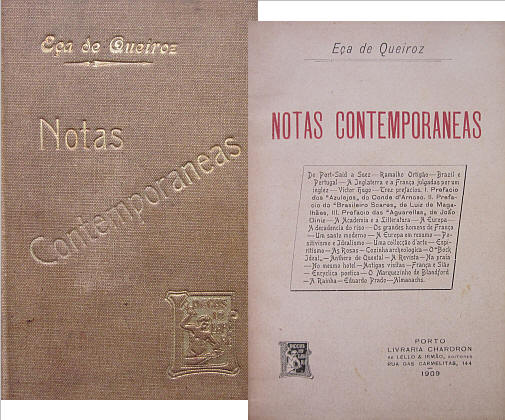 Eça de Queiroz
Notas
Contemporaneas
Eça de Queiroz
NOTAS CONTEMPORANEAS
De Port-Said a Suez—Ramalho Ortigão—Brazil e
Portugal—A Inglaterra e a França julgadas por um
inglez—Victor Hugo—Trez prefacios. I. Prefacio
dos "Azulejos", do Conde d'Arnoso. II. Prefa-
cio do "Brasileiro Soares", de Luiz de Maga-
lhães, III. Prefacio das "Aguarellas", de João
Diniz—A Academia e a Litteratura—A Europa—
A decadencia do riso—Os grandes homens de França
—Um santo moderno—A Europa em resumo—Po-
sitivismo e Idealismo—Uma collecção d'arte—Espi-
ritismo—As Rosas—Cozinha archeologica—O "Bock
Ideal"—Anthero de Quental—A Revista—Na praia
—No mesmo hotel—Antigas visitas—França e Sião
—Encyclica poetica—O Marquezinho de Blandford
—A Rainha—Eduardo Prado—Almanachs.
PORTO
LIVRARIA CHARDRON
DE LELLO & IRMÃO, EDITORES
RUA DAS CARMELITAS, 144
1909